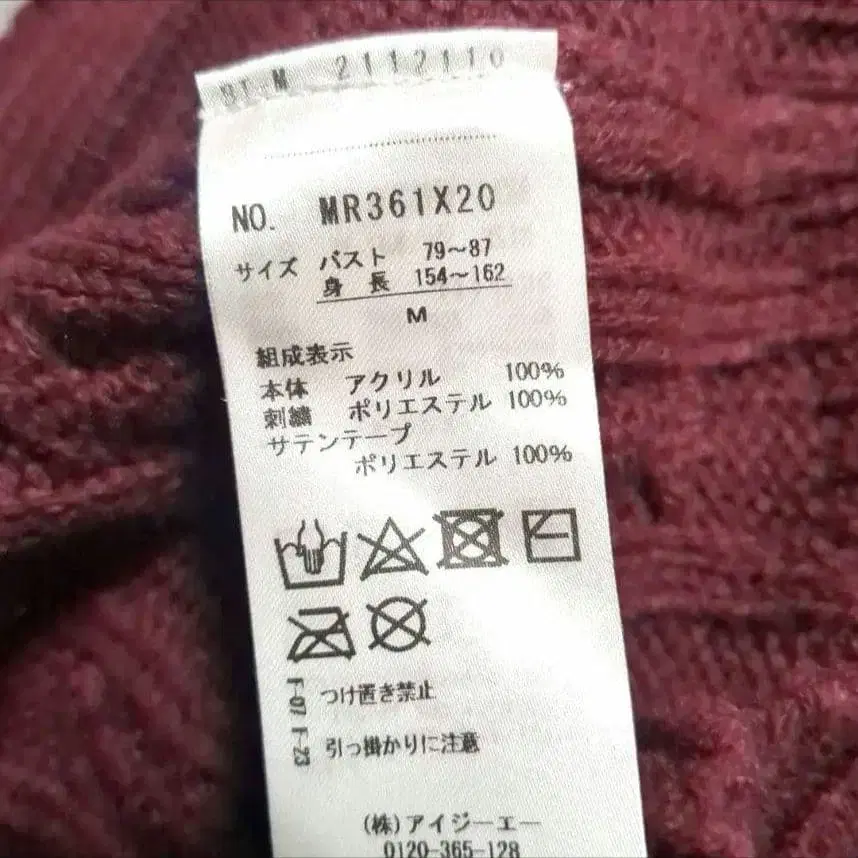 M 2112110
NO. MR361X20
サイズ バスト 79～87
身長 154～162
M
組成表示
本体 アクリル 100%
刺繍 ポリエステル 100%
サテンテープ
ポリエステル 100%
F-07 つけ置き禁止
F-23 引っ掛かりに注意
(株)アイジーエー
0120-365-128